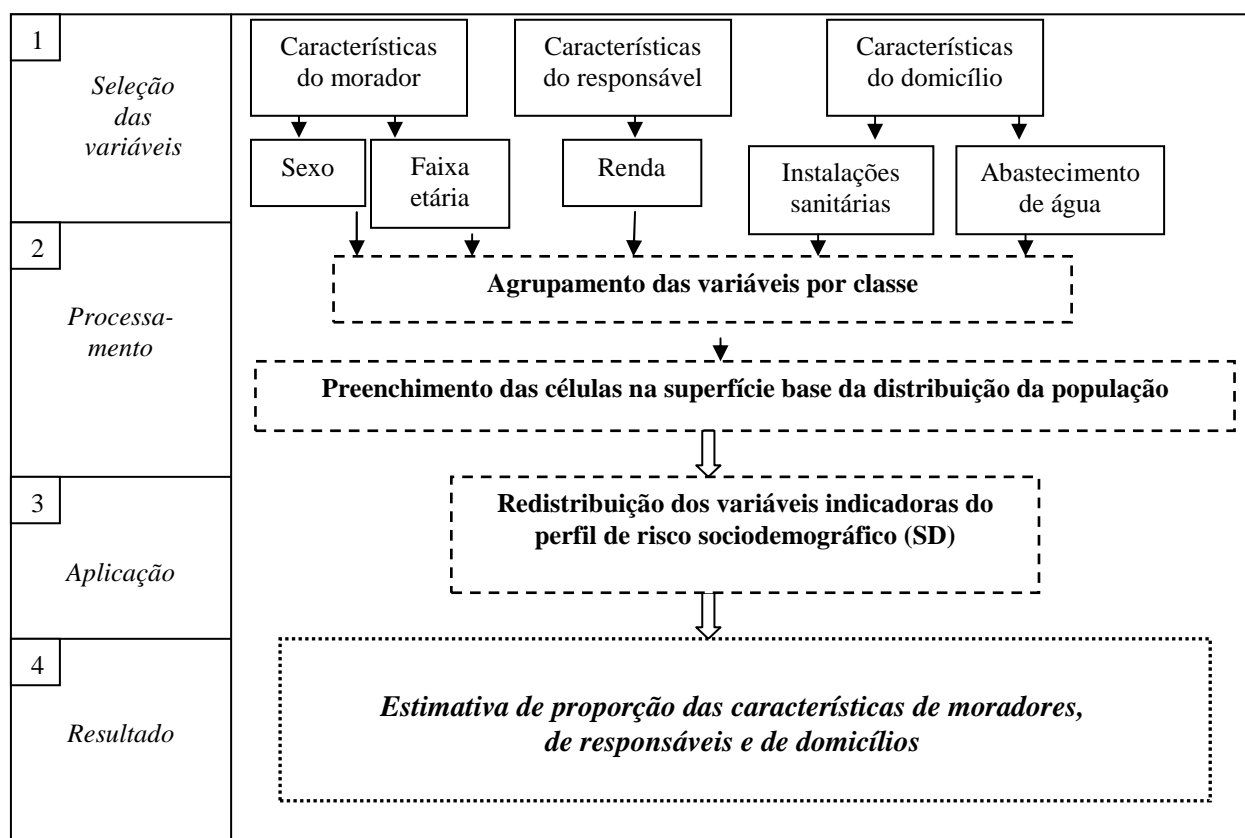 1
Seleção
das
variáveis
Características
do morador
Características
do responsável
Características
do domicílio
Sexo
Faixa
etária
Renda
Instalações
sanitárias
Abastecimento
de água
2
Processa-
mento
Agrupamento das variáveis por classe
Preenchimento das células na superfície base da distribuição da população
3
Aplicação
Redistribuição dos variáveis indicadoras do
perfil de risco sociodemográfico (SD)
4
Resultado
Estimativa de proporção das características de moradores,
de responsáveis e de domicílios